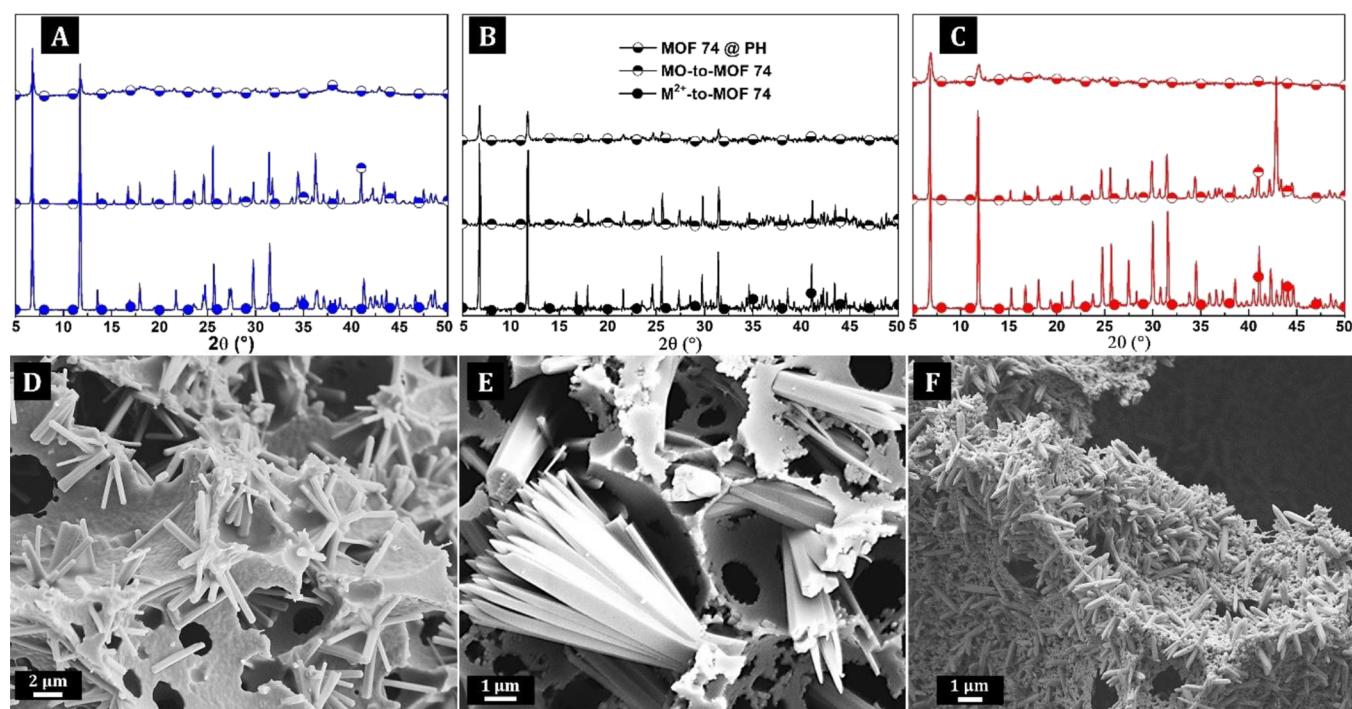 A
B
C
MOF 74 @ PH
MO-to-MOF 74
M²⁺-to-MOF 74
5 10 15 20 25 30 35 40 45 50
5 10 15 20 25 30 35 40 45 50
5 10 15 20 25 30 35 40 45 50
2θ (°)
2θ (°)
2θ (°)
D
E
F
2 μm
1 μm
1 μm